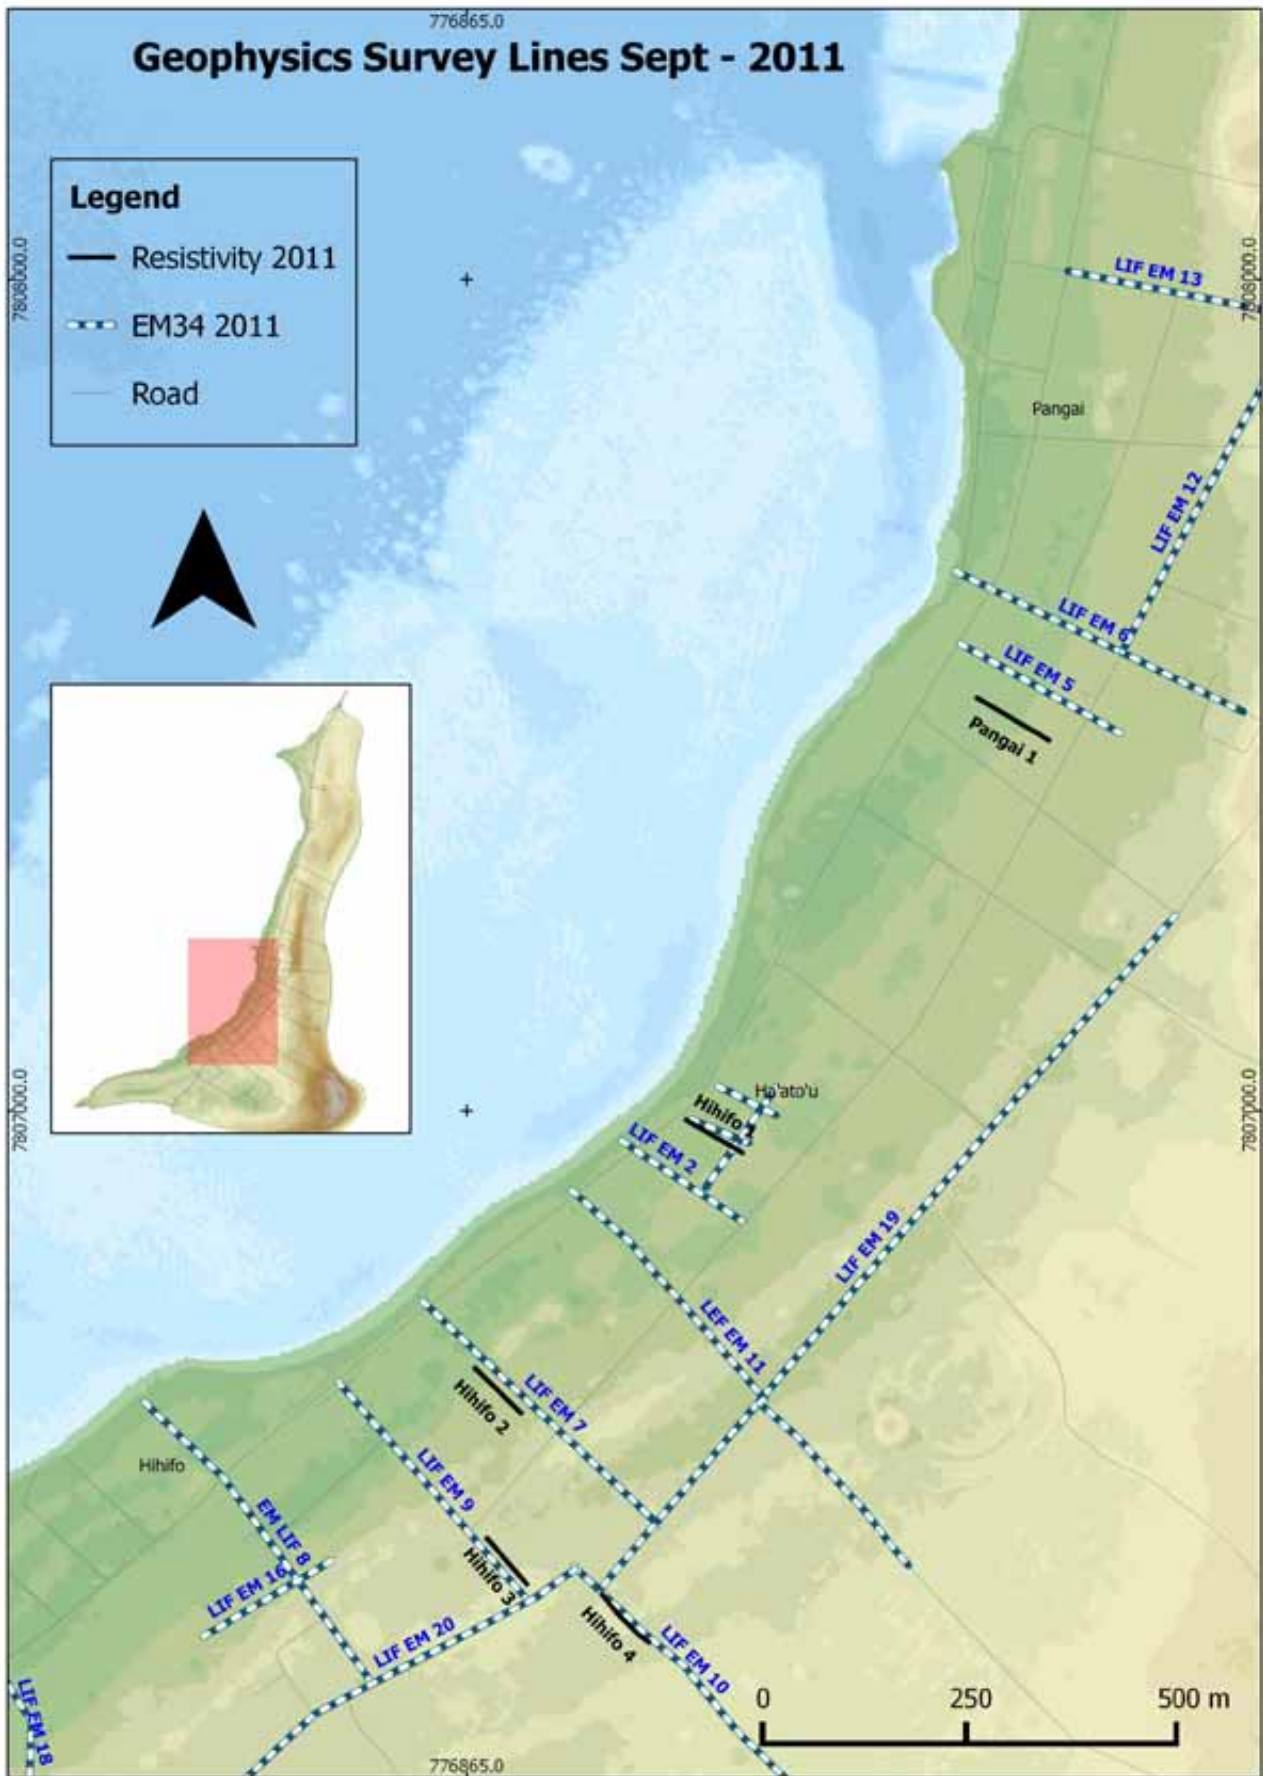 776865.0
Geophysics Survey Lines Sept - 2011
Legend
Resistivity 2011
EM34 2011
Road
7808000.0
7808000.0
LIF EM 13
Pangai
LIF EM 12
LIF EM 6
LIF EM 5
Pangai 1
7807000.0
7807000.0
Ha'ato'u
Hihifo 1
LIF EM 2
LIF EM 19
LEF EM 11
LIF EM 7
Hihifo 2
Hihifo
LIF EM 9
EM LIF 8
LIF EM 16
Hihifo 3
Hihifo 4
LIF EM 20
LIF EM 10
LIF EM 18
0 250 500 m
776865.0